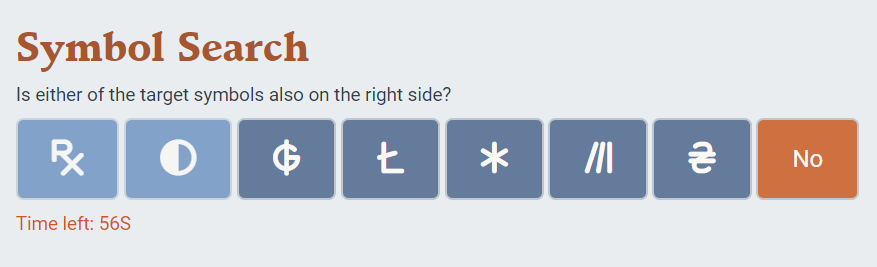 Symbol Search
Is either of the target symbols also on the right side?
℞ ◐ ₲ Ł * //| ₴ No
Time left: 56S